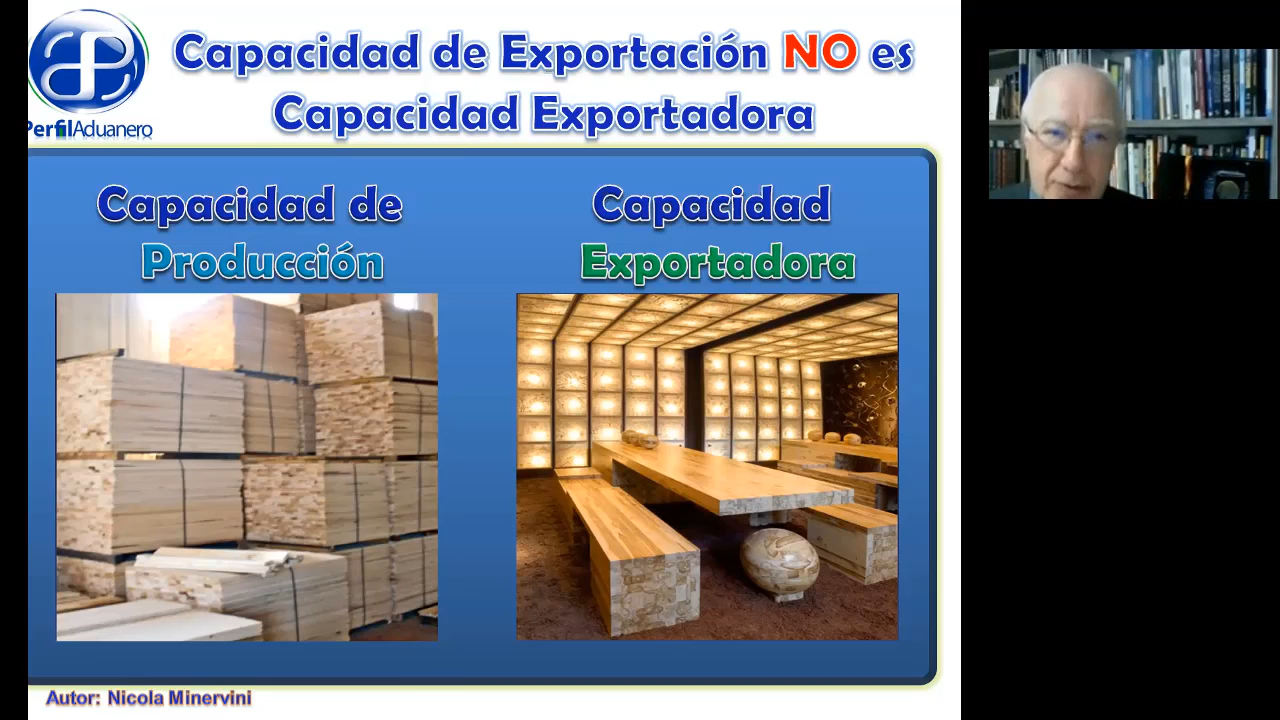 Capacidad de Exportación NO es
Capacidad Exportadora
PerfilAduanero
Capacidad de
Producción
Capacidad
Exportadora
Autor: Nicola Minervini